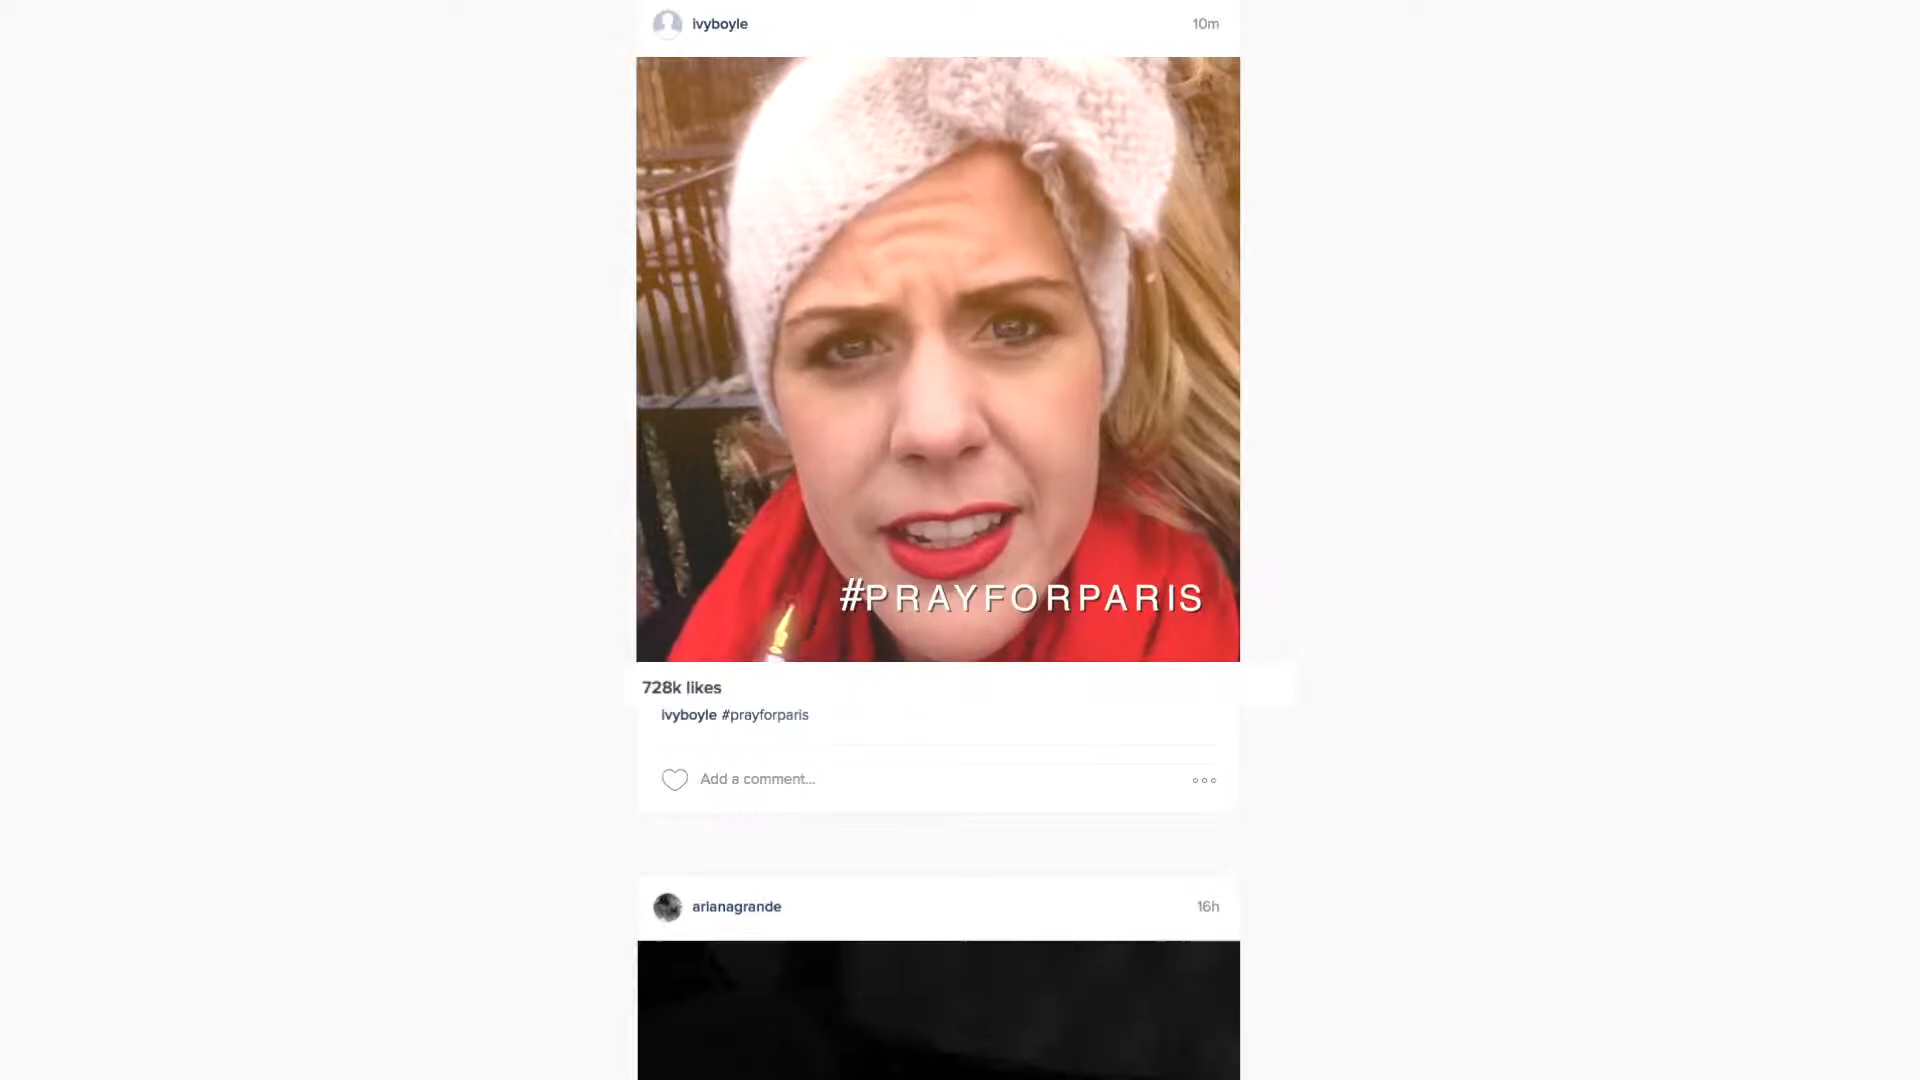 ivyboyle 10m
#PRAYFORPARIS
728k likes
ivyboyle #prayforparis
Add a comment...
arianagrande 16h